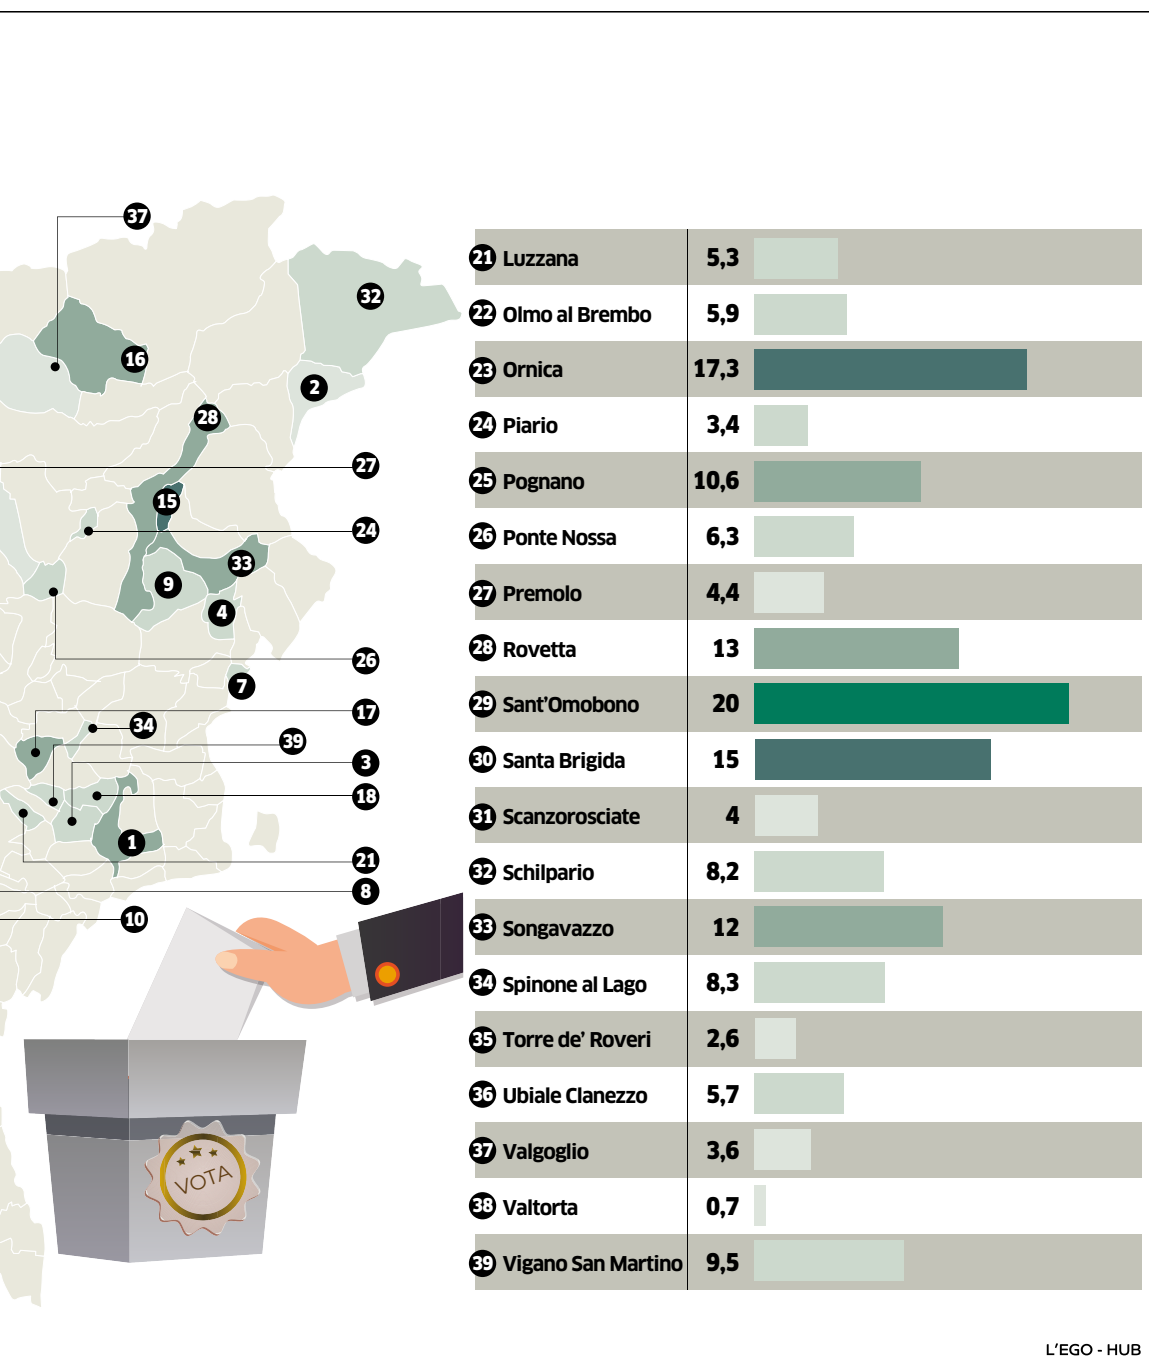 37
32
16
2
28
27
15
24
33
9
4
26
7
17
34
39
3
18
1
21
8
10
VOTA
21 Luzzana 5,3
22 Olmo al Brembo 5,9
23 Ornica 17,3
24 Piario 3,4
25 Pognano 10,6
26 Ponte Nossa 6,3
27 Premolo 4,4
28 Rovetta 13
29 Sant'Omobono 20
30 Santa Brigida 15
31 Scanzorosciate 4
32 Schilpario 8,2
33 Songavazzo 12
34 Spinone al Lago 8,3
35 Torre de' Roveri 2,6
36 Ubiale Clanezzo 5,7
37 Valgoglio 3,6
38 Valtorta 0,7
39 Vigano San Martino 9,5
L'EGO - HUB